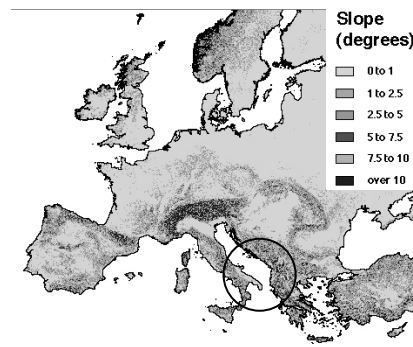 Slope
(degrees)
0 to 1
1 to 2.5
2.5 to 5
5 to 7.5
7.5 to 10
over 10